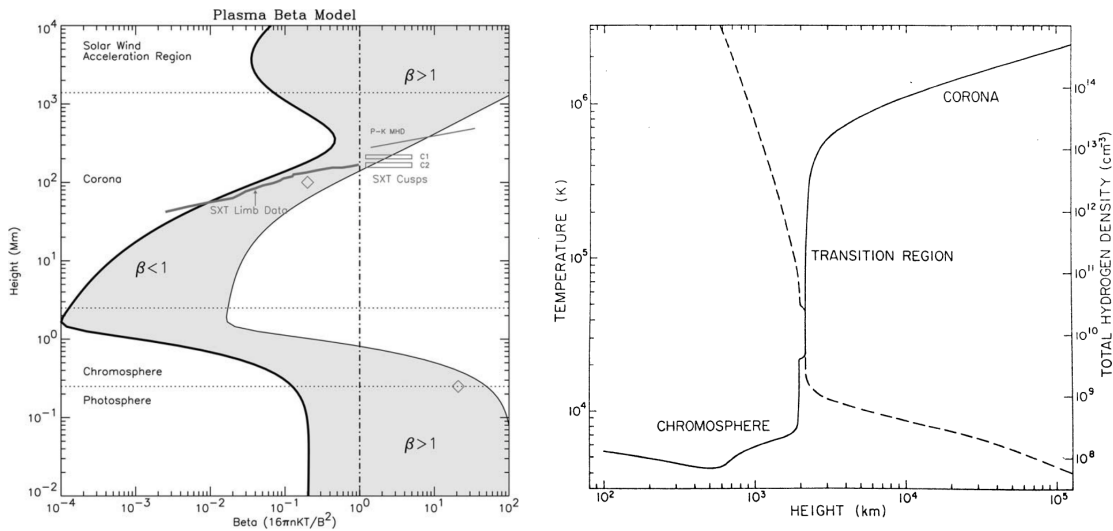 Plasma Beta Model
10⁴
Solar Wind
Acceleration Region
β>1
10³
P-K MHD
C1
C2
SXT Cusps
Corona
10²
SXT Limb Data
Height (Mm)
10¹
β<1
10⁰
Chromosphere
Photosphere
10⁻¹
β>1
10⁻²
10⁻⁴
10⁻³
10⁻²
10⁻¹
10⁰
10¹
10²
Beta (16πnKT/B²)
TEMPERATURE (K)
10⁶
10⁵
10⁴
CORONA
TRANSITION REGION
CHROMOSPHERE
10¹⁴
10¹³
10¹²
10¹¹
10¹⁰
10⁹
10⁸
TOTAL HYDROGEN DENSITY (cm⁻³)
10²
10³
10⁴
10⁵
HEIGHT (km)